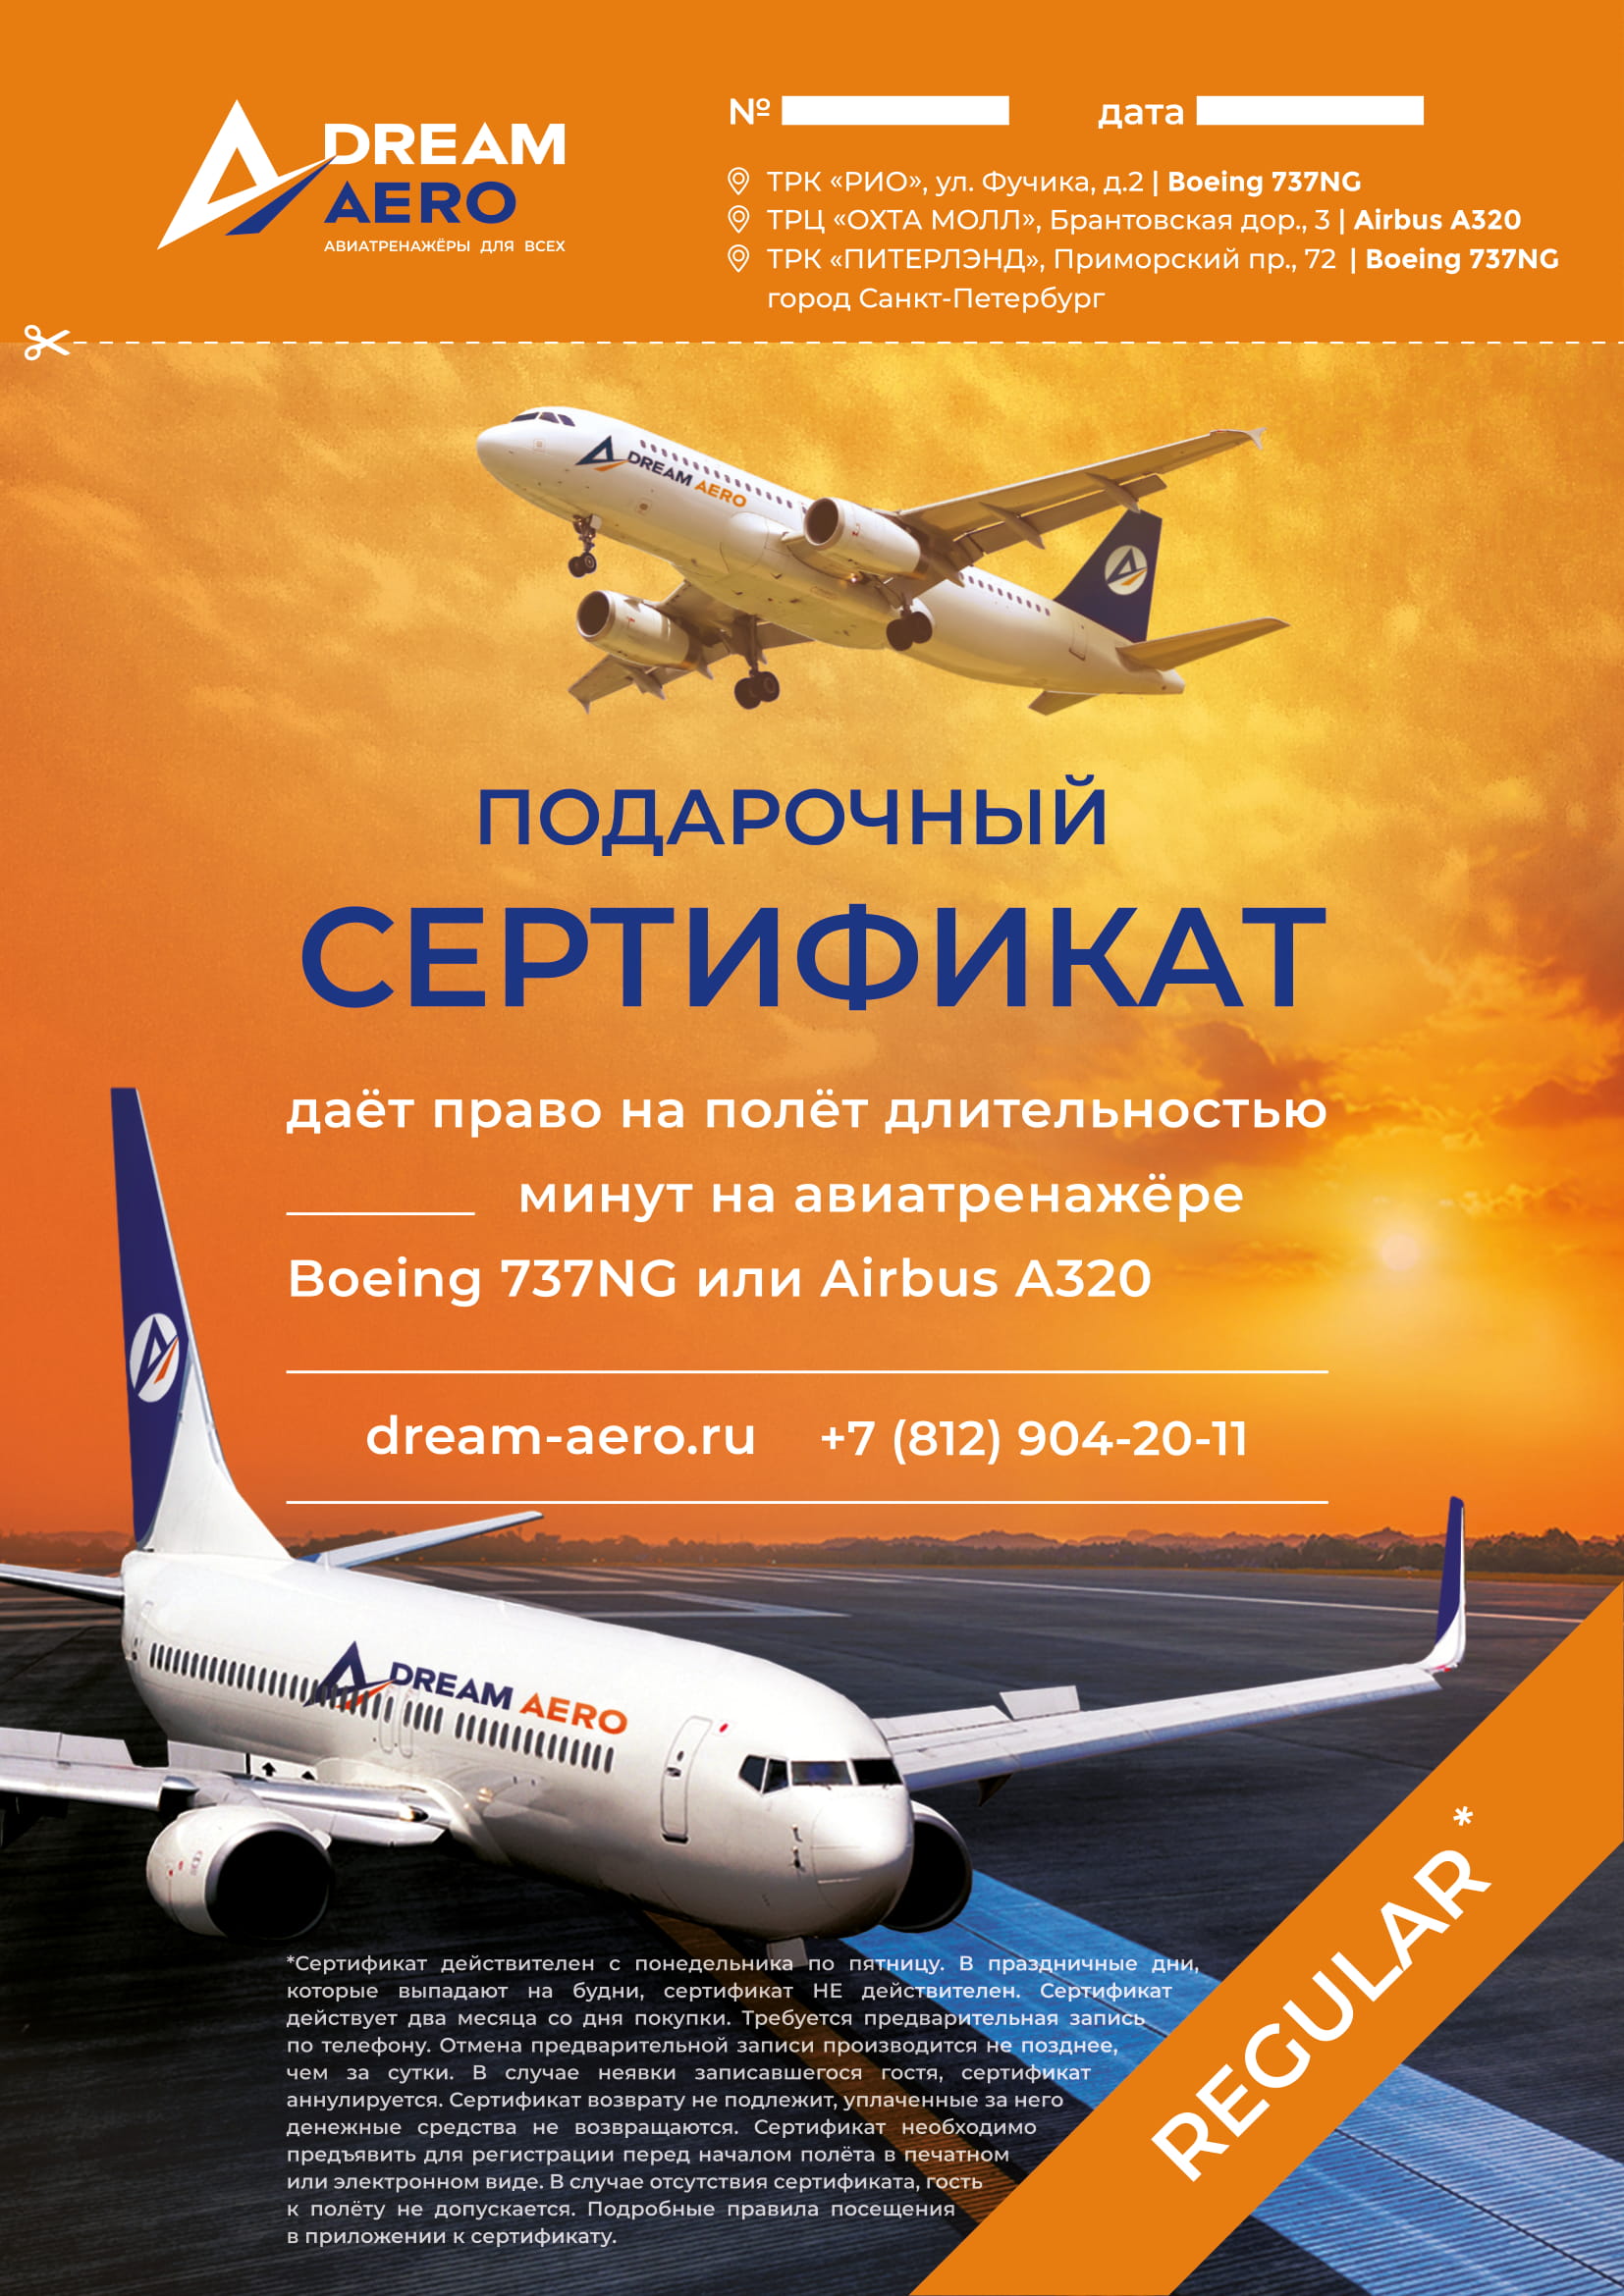 DREAM
AERO
АВИАТРЕНАЖЁРЫ ДЛЯ ВСЕХ
№
дата
ТРК «РИО», ул. Фучика, д.2 | Boeing 737NG
ТРЦ «ОХТА МОЛЛ», Брантовская дор., 3 | Airbus A320
ТРК «ПИТЕРЛЭНД», Приморский пр., 72 | Boeing 737NG
город Санкт-Петербург
DREAM AERO
ПОДАРОЧНЫЙ
СЕРТИФИКАТ
даёт право на полёт длительностью
_______ минут на авиатренажёре
Boeing 737NG или Airbus A320
dream-aero.ru +7 (812) 904-20-11
DREAM AERO
REGULAR *
*Сертификат действителен с понедельника по пятницу. В праздничные дни,
которые выпадают на будни, сертификат НЕ действителен. Сертификат
действует два месяца со дня покупки. Требуется предварительная запись
по телефону. Отмена предварительной записи производится не позднее,
чем за сутки. В случае неявки записавшегося гостя, сертификат
аннулируется. Сертификат возврату не подлежит, уплаченные за него
денежные средства не возвращаются. Сертификат необходимо
предъявить для регистрации перед началом полёта в печатном
или электронном виде. В случае отсутствия сертификата, гость
к полёту не допускается. Подробные правила посещения
в приложении к сертификату.